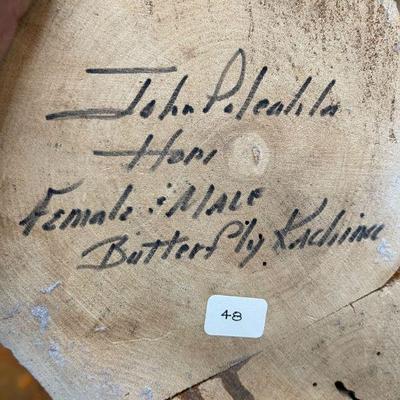 John Poleahla
Hopi
Female & Male
Butterfly Kachina
48